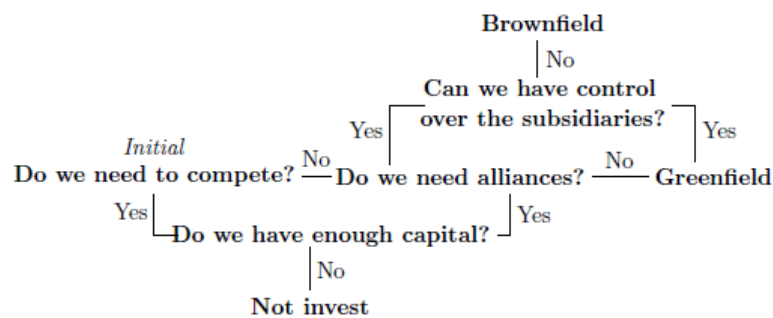 Brownfield
No
Can we have control
over the subsidiaries?
Yes
Yes
Initial
Do we need to compete?
No
Do we need alliances?
No
Greenfield
Yes
Do we have enough capital?
Yes
No
Not invest